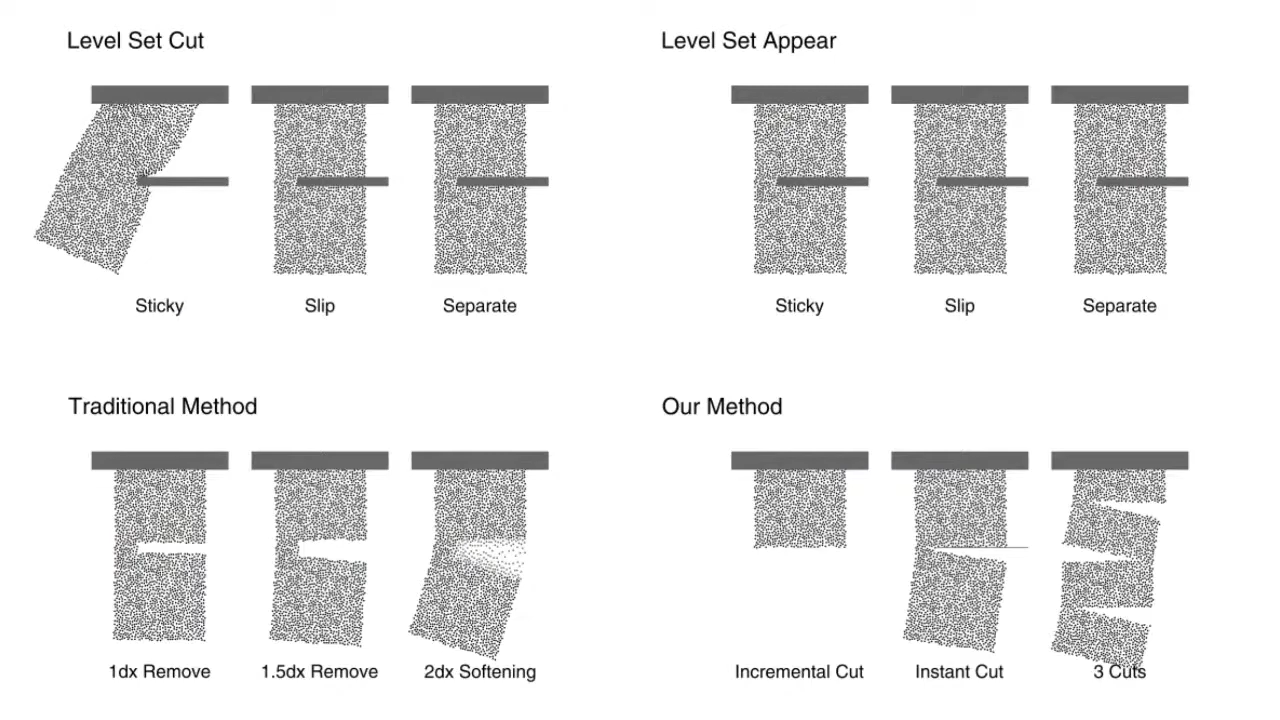 Level Set Cut
Level Set Appear
Sticky
Slip
Separate
Sticky
Slip
Separate
Traditional Method
Our Method
1dx Remove
1.5dx Remove
2dx Softening
Incremental Cut
Instant Cut
3 Cuts